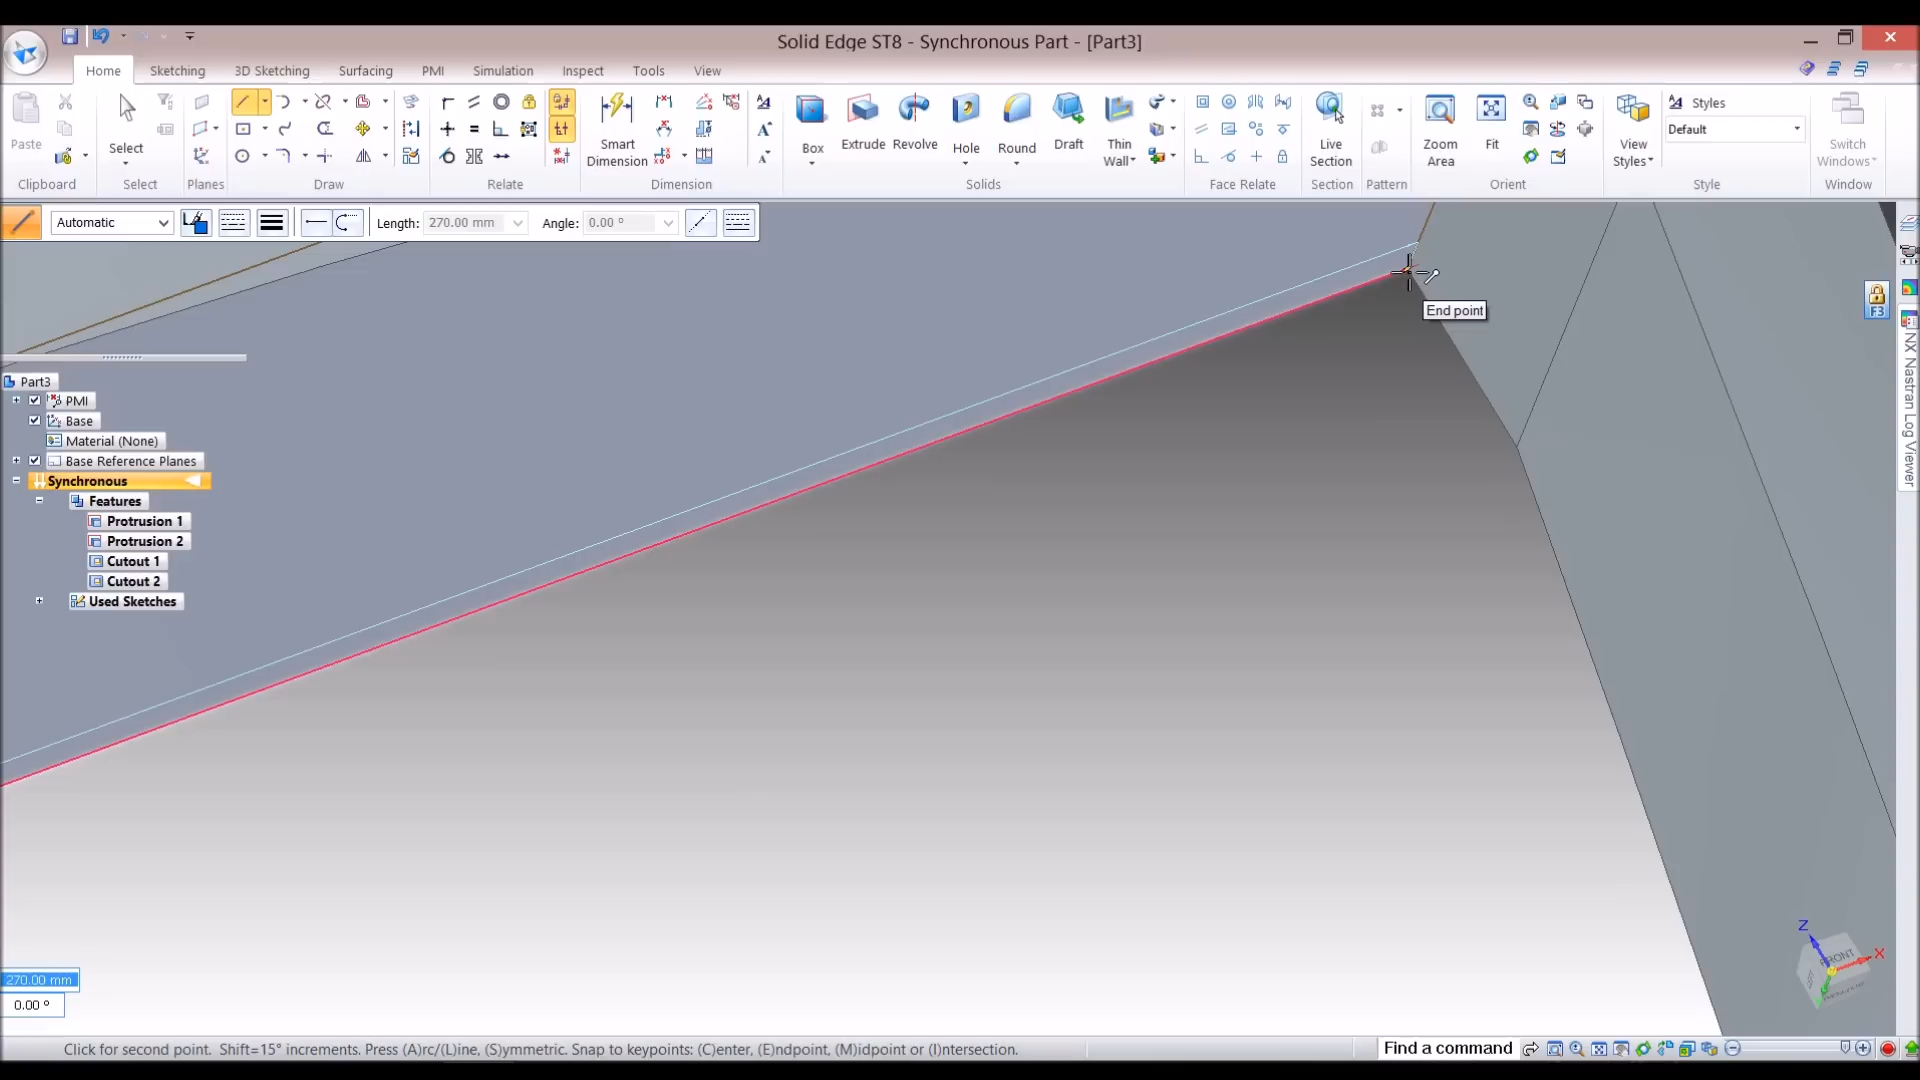 Solid Edge ST8 - Synchronous Part - [Part3]
Home Sketching 3D Sketching Surfacing PMI Simulation Inspect Tools View
Paste
Clipboard
Select
Select
Planes
Draw
Relate
Smart Dimension
Dimension
Box
Extrude
Revolve
Hole
Round
Draft
Thin Wall
Solids
Face Relate
Live Section
Section
Pattern
Zoom Area
Fit
Orient
View Styles
Styles
Default
Style
Switch Windows
Window
Automatic
Length: 270.00 mm
Angle: 0.00 °
End point
F3
NX Nastran Log Viewer
Part3
PMI
Base
Material (None)
Base Reference Planes
Synchronous
Features
Protrusion 1
Protrusion 2
Cutout 1
Cutout 2
Used Sketches
Z
X
FRONT
270.00 mm
0.00 °
Click for second point. Shift=15° increments. Press (A)rc/(L)ine, (S)ymmetric. Snap to keypoints: (C)enter, (E)ndpoint, (M)idpoint or (I)ntersection.
Find a command